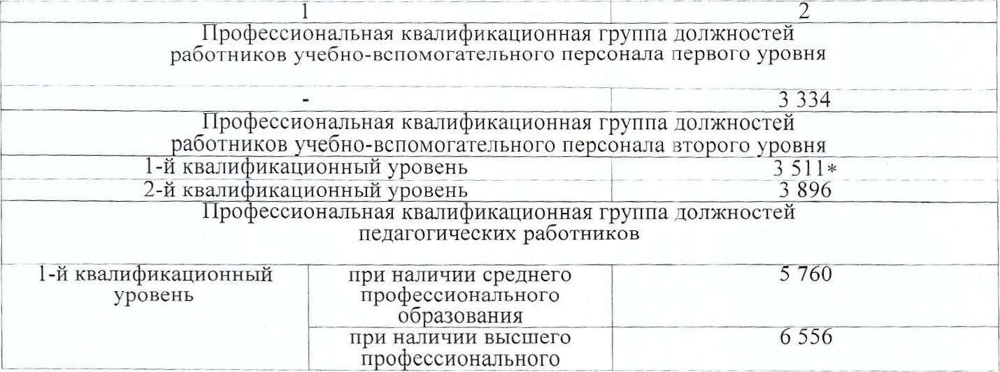 1 2
Профессиональная квалификационная группа должностей
работников учебно-вспомогательного персонала первого уровня
- 3 334
Профессиональная квалификационная группа должностей
работников учебно-вспомогательного персонала второго уровня
1-й квалификационный уровень 3 511*
2-й квалификационный уровень 3 896
Профессиональная квалификационная группа должностей
педагогических работников
1-й квалификационный при наличии среднего 5 760
уровень профессионального
образования
при наличии высшего 6 556
профессионального